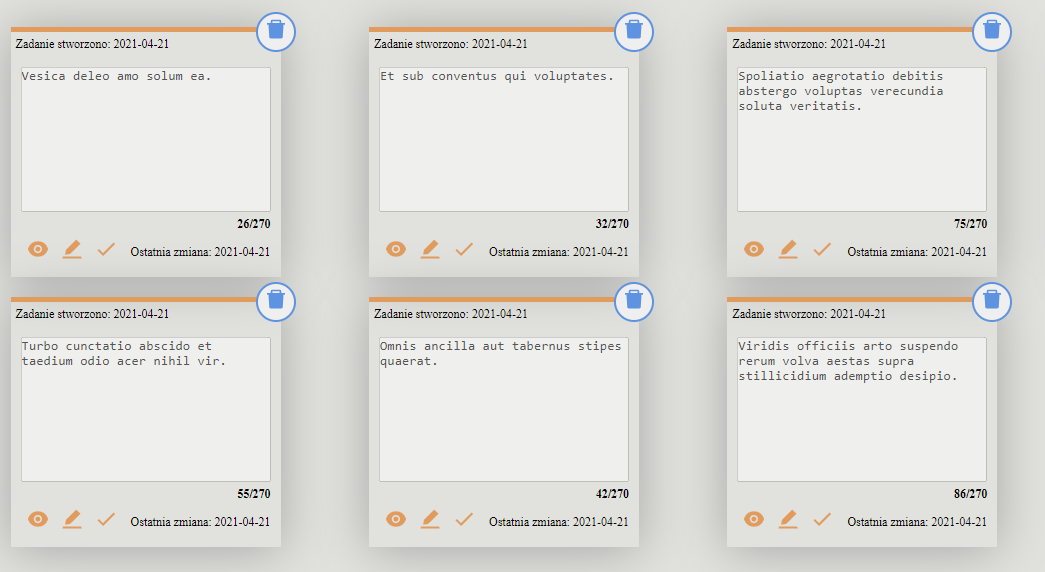 Zadanie stworzono: 2021-04-21
Vesica deleo amo solum ea.
26/270
Ostatnia zmiana: 2021-04-21
Zadanie stworzono: 2021-04-21
Et sub conventus qui voluptates.
32/270
Ostatnia zmiana: 2021-04-21
Zadanie stworzono: 2021-04-21
Spoliatio aegrotatio debitis
abstergo voluptas verecundia
soluta veritatis.
75/270
Ostatnia zmiana: 2021-04-21
Zadanie stworzono: 2021-04-21
Turbo cunctatio abscido et
taedium odio acer nihil vir.
55/270
Ostatnia zmiana: 2021-04-21
Zadanie stworzono: 2021-04-21
Omnis ancilla aut tabernus stipes
quaerat.
42/270
Ostatnia zmiana: 2021-04-21
Zadanie stworzono: 2021-04-21
Viridis officiis arto suspendo
rerum volva aestas supra
stillicidium ademptio desipio.
86/270
Ostatnia zmiana: 2021-04-21